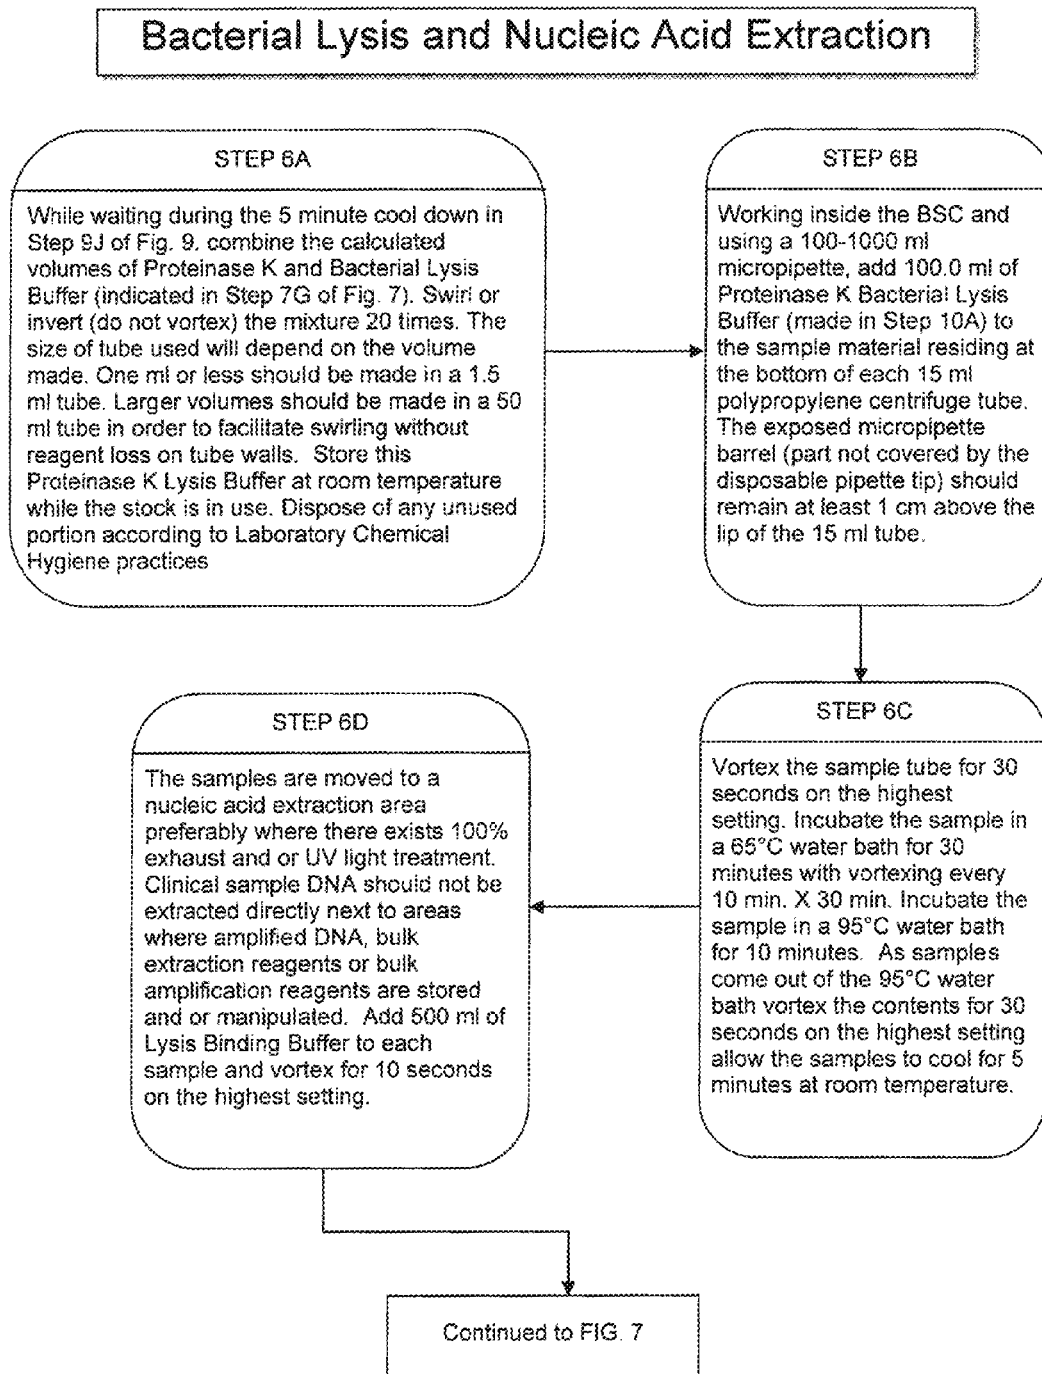 Bacterial Lysis and Nucleic Acid Extraction
STEP 6A
While waiting during the 5 minute cool down in
Step 9J of Fig. 9, combine the calculated
volumes of Proteinase K and Bacterial Lysis
Buffer (indicated in Step 7G of Fig. 7). Swirl or
invert (do not vortex) the mixture 20 times. The
size of tube used will depend on the volume
made. One ml or less should be made in a 1.5
ml tube. Larger volumes should be made in a 50
ml tube in order to facilitate swirling without
reagent loss on tube walls. Store this
Proteinase K Lysis Buffer at room temperature
while the stock is in use. Dispose of any unused
portion according to Laboratory Chemical
Hygiene practices
STEP 6B
Working inside the BSC and
using a 100-1000 ml
micropipette, add 100.0 ml of
Proteinase K Bacterial Lysis
Buffer (made in Step 10A) to
the sample material residing at
the bottom of each 15 ml
polypropylene centrifuge tube.
The exposed micropipette
barrel (part not covered by the
disposable pipette tip) should
remain at least 1 cm above the
lip of the 15 ml tube.
STEP 6C
Vortex the sample tube for 30
seconds on the highest
setting. Incubate the sample in
a 65°C water bath for 30
minutes with vortexing every
10 min. X 30 min. Incubate the
sample in a 95°C water bath
for 10 minutes. As samples
come out of the 95°C water
bath vortex the contents for 30
seconds on the highest setting
allow the samples to cool for 5
minutes at room temperature.
STEP 6D
The samples are moved to a
nucleic acid extraction area
preferably where there exists 100%
exhaust and or UV light treatment.
Clinical sample DNA should not be
extracted directly next to areas
where amplified DNA, bulk
extraction reagents or bulk
amplification reagents are stored
and or manipulated. Add 500 ml of
Lysis Binding Buffer to each
sample and vortex for 10 seconds
on the highest setting.
Continued to FIG. 7